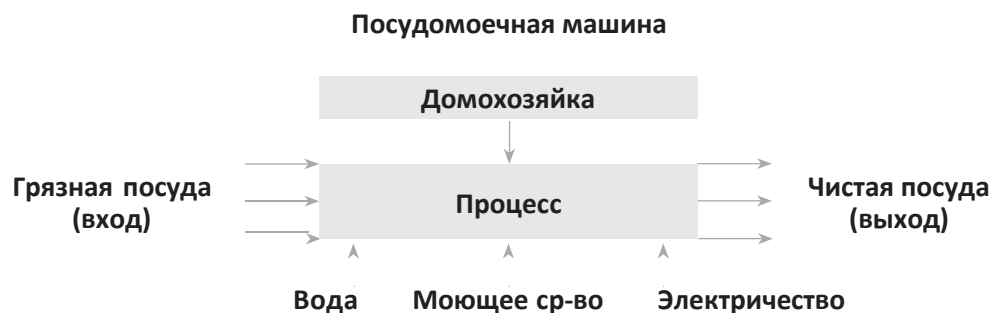 Посудомоечная машина
Домохозяйка
Грязная посуда
(вход)
Процесс
Чистая посуда
(выход)
Вода Моющее ср-во Электричество